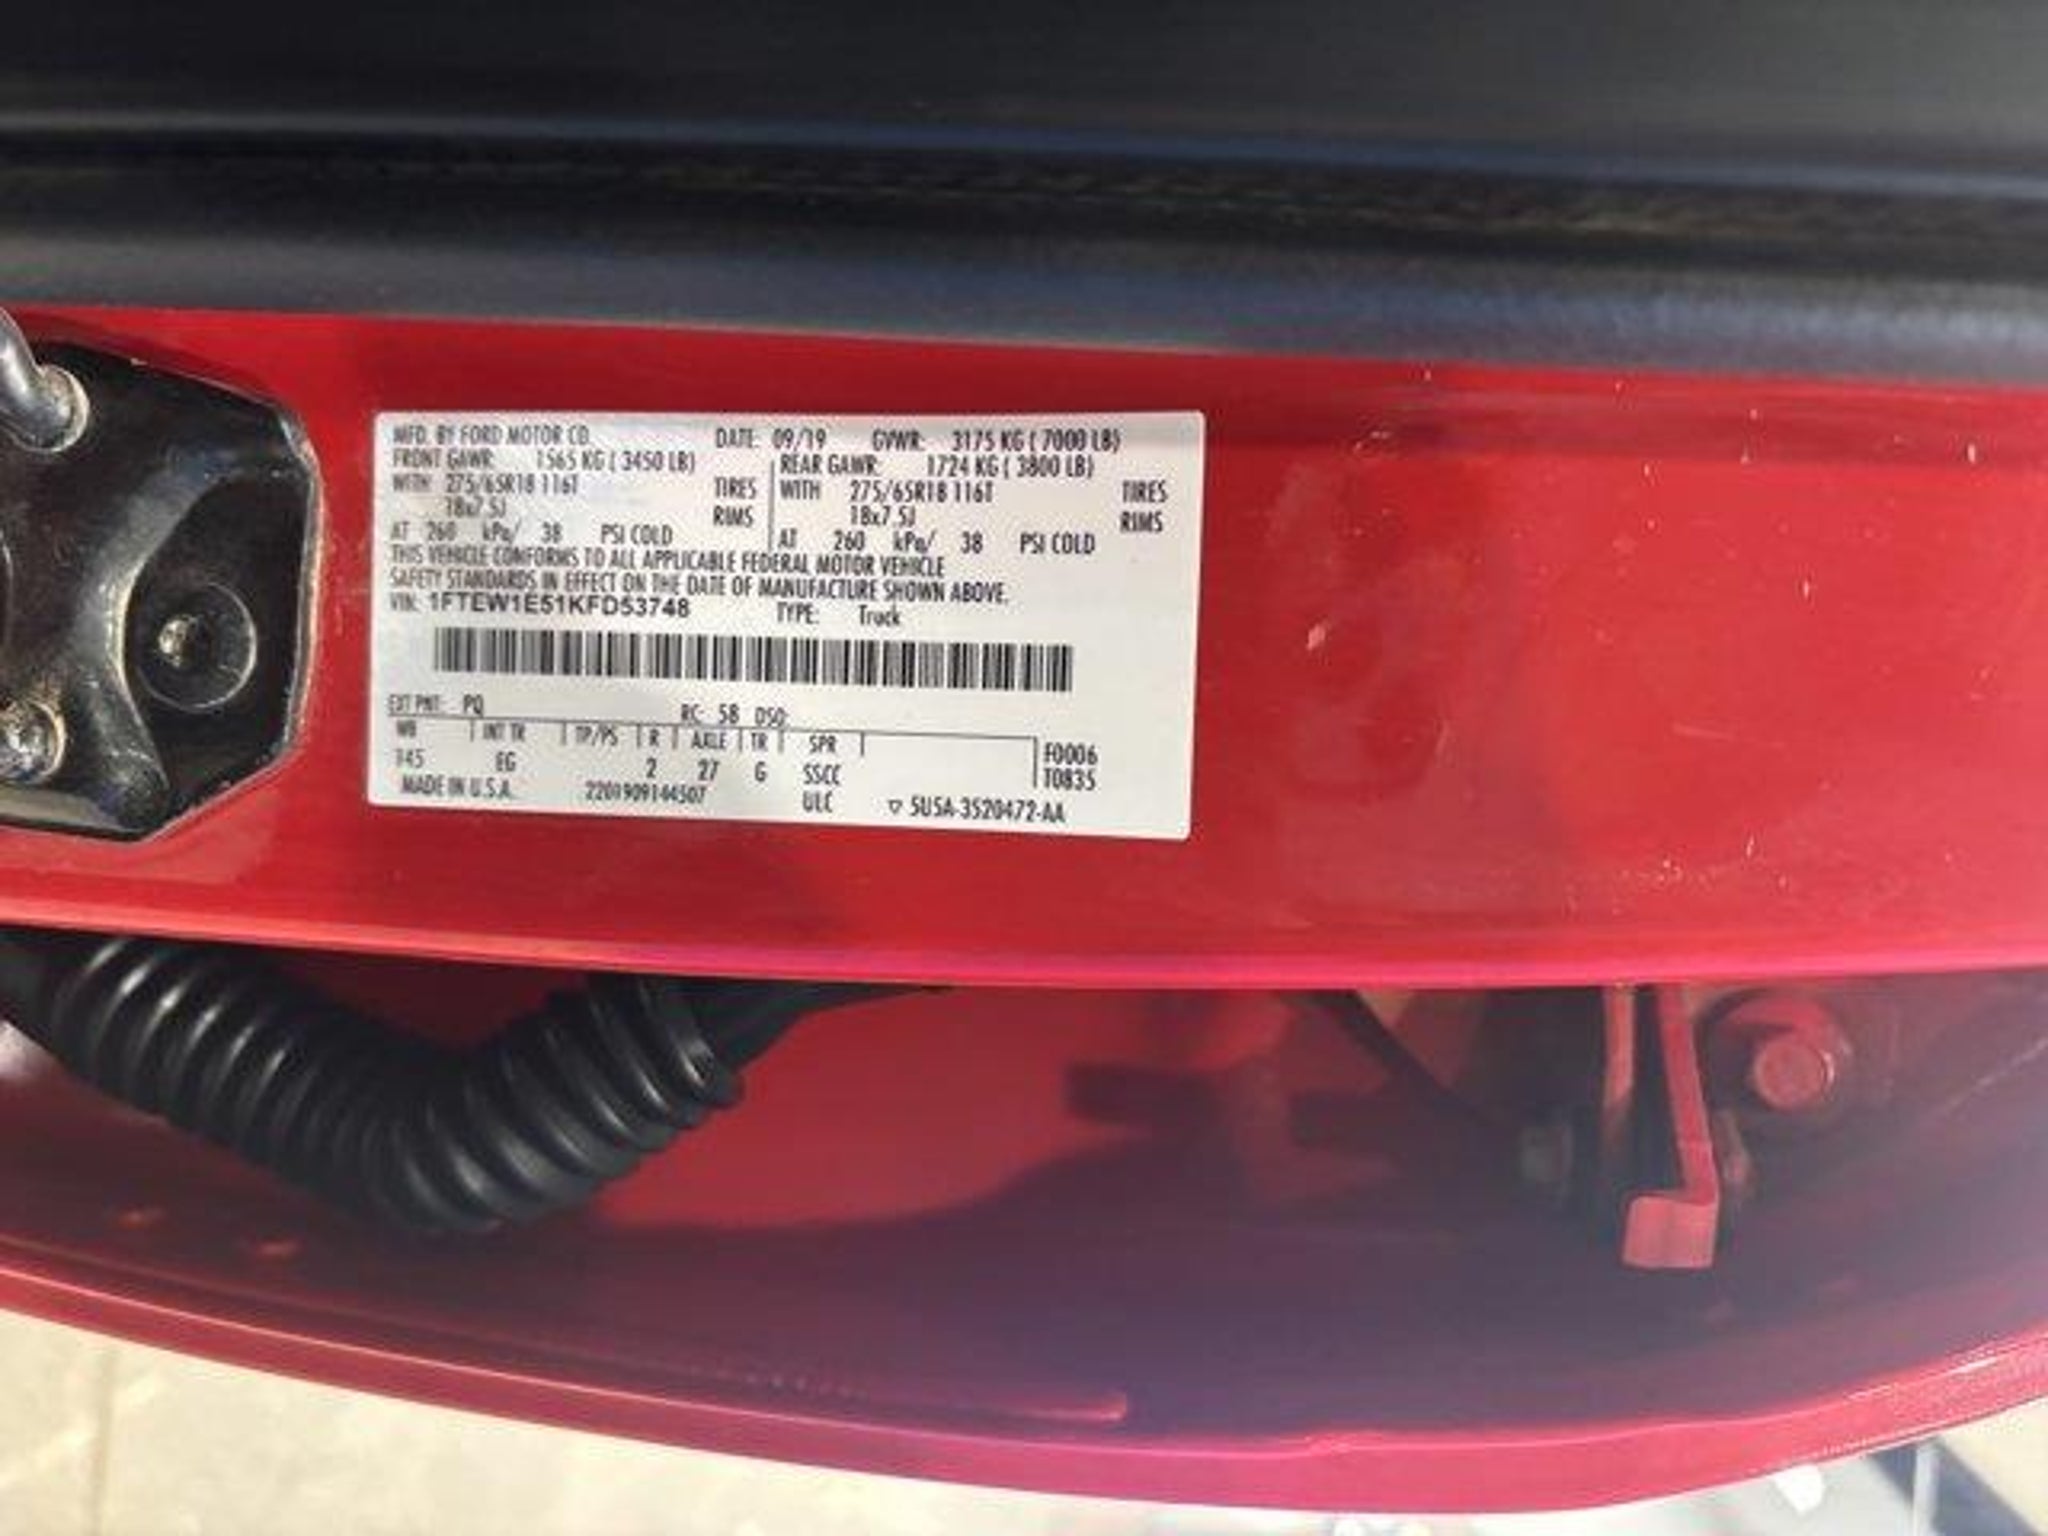 MFD. BY FORD MOTOR CO. DATE: 09/19 GVWR: 3175 KG ( 7000 LB)
FRONT GAWR: 1565 KG ( 3450 LB) REAR GAWR: 1724 KG ( 3800 LB)
WITH 275/65R18 116T TIRES WITH 275/65R18 116T TIRES
18x7.5J RIMS 18x7.5J RIMS
AT 260 kPa/ 38 PSI COLD AT 260 kPa/ 38 PSI COLD
THIS VEHICLE CONFORMS TO ALL APPLICABLE FEDERAL MOTOR VEHICLE
SAFETY STANDARDS IN EFFECT ON THE DATE OF MANUFACTURE SHOWN ABOVE.
VIN: 1FTEW1E51KFD53748 TYPE: Truck
EXT PNT: PQ RC: 58 DSO:
WB INT TR TP/PS R AXLE TR SPR F0006
145 EG 2 27 G SSCC T0835
MADE IN U.S.A. 2201909144507 ULC ▽ 5U5A-3520472-AA